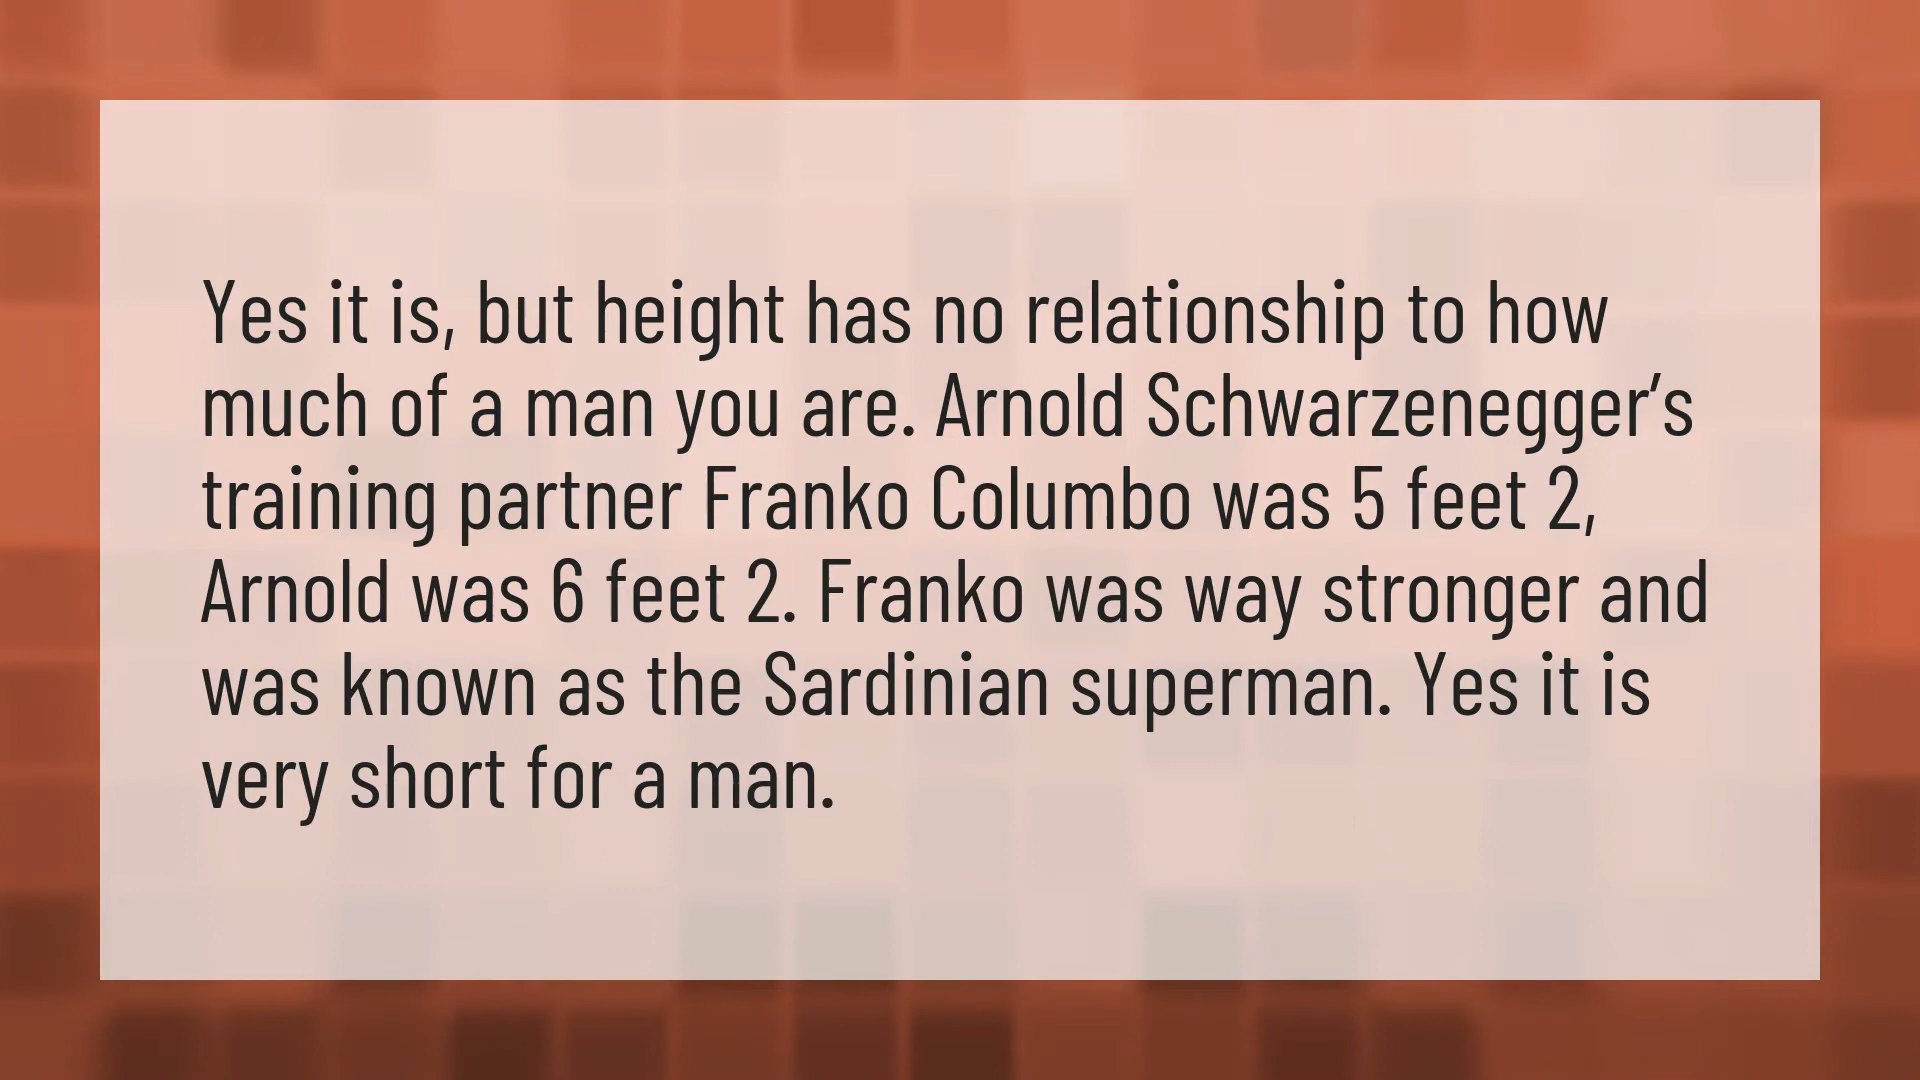 Yes it is, but height has no relationship to how
much of a man you are. Arnold Schwarzenegger’s
training partner Franko Columbo was 5 feet 2,
Arnold was 6 feet 2. Franko was way stronger and
was known as the Sardinian superman. Yes it is
very short for a man.